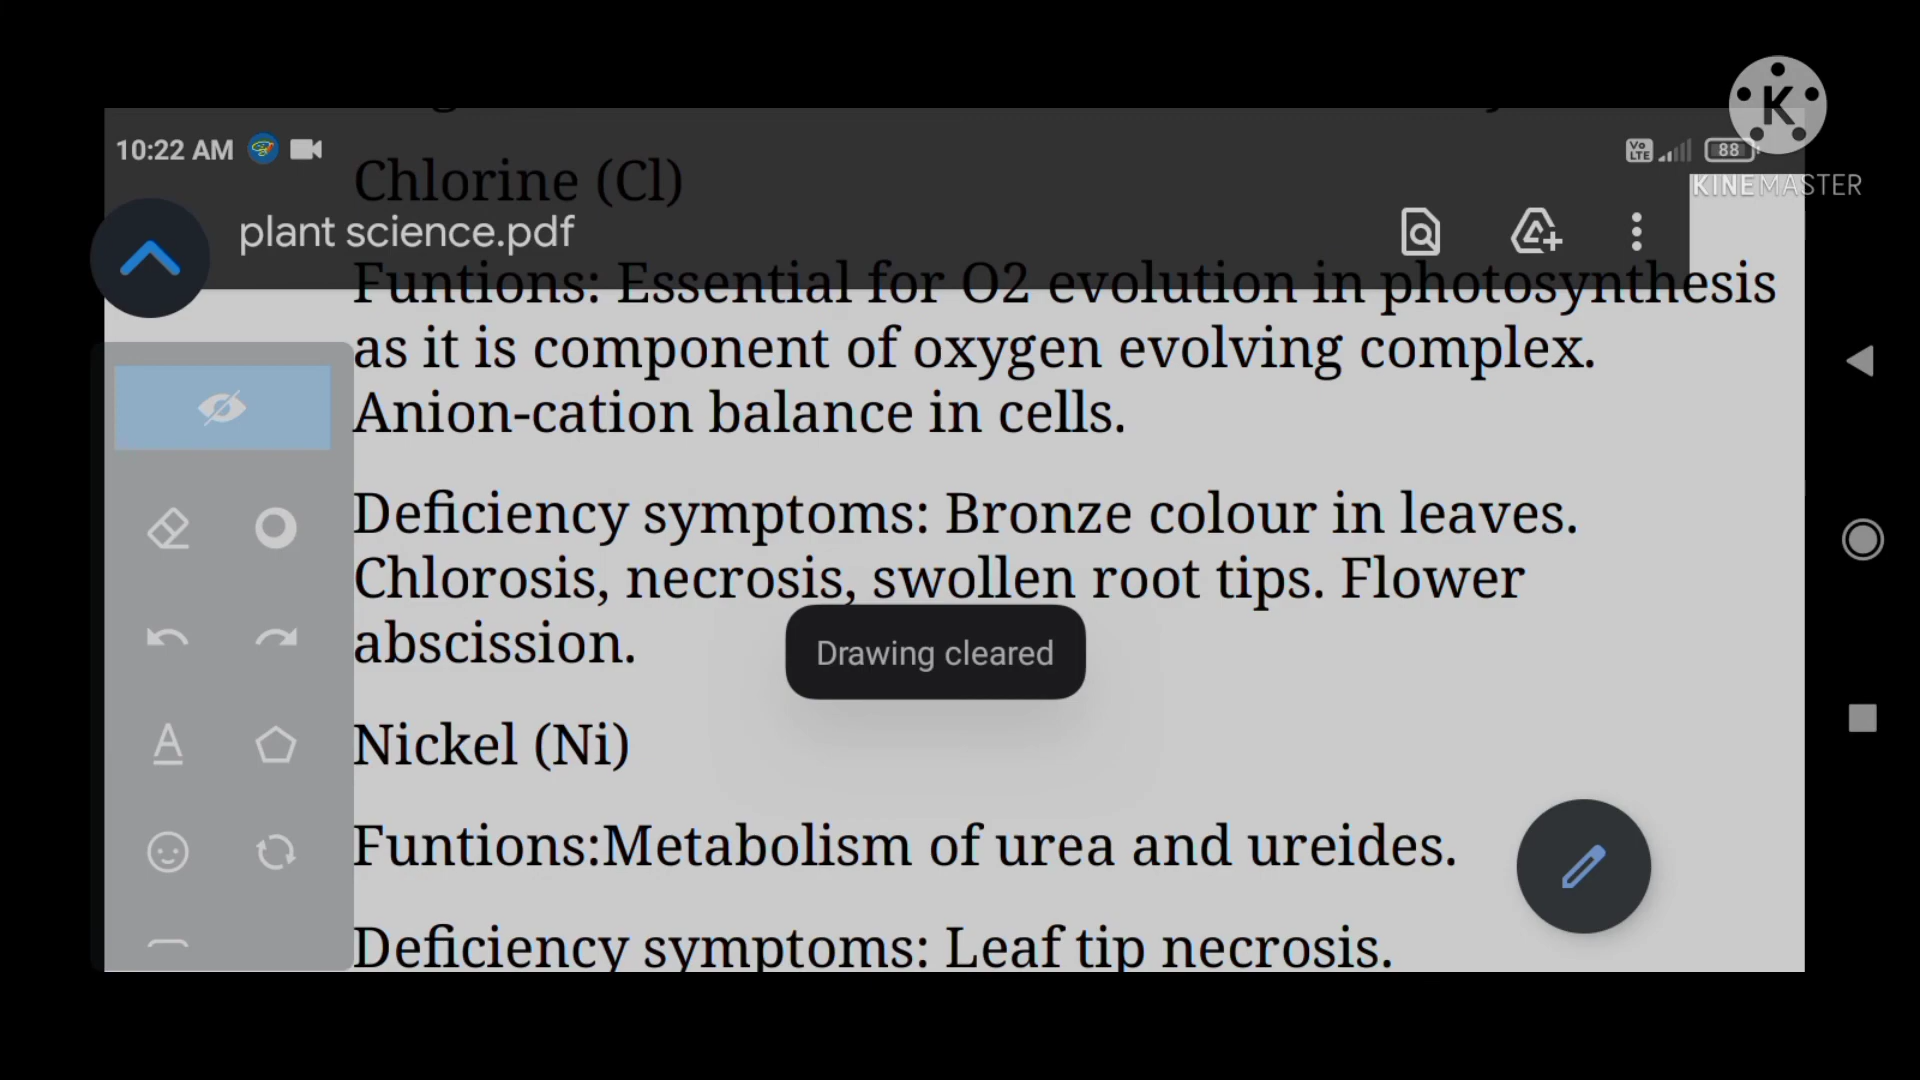 K
10:22 AM
Vo LTE
88
KINEMASTER
Chlorine (Cl)
plant science.pdf
Funtions: Essential for O2 evolution in photosynthesis
as it is component of oxygen evolving complex.
Anion-cation balance in cells.
Deficiency symptoms: Bronze colour in leaves.
Chlorosis, necrosis, swollen root tips. Flower
abscission.
Drawing cleared
A
Nickel (Ni)
Funtions:Metabolism of urea and ureides.
Deficiency symptoms: Leaf tip necrosis.